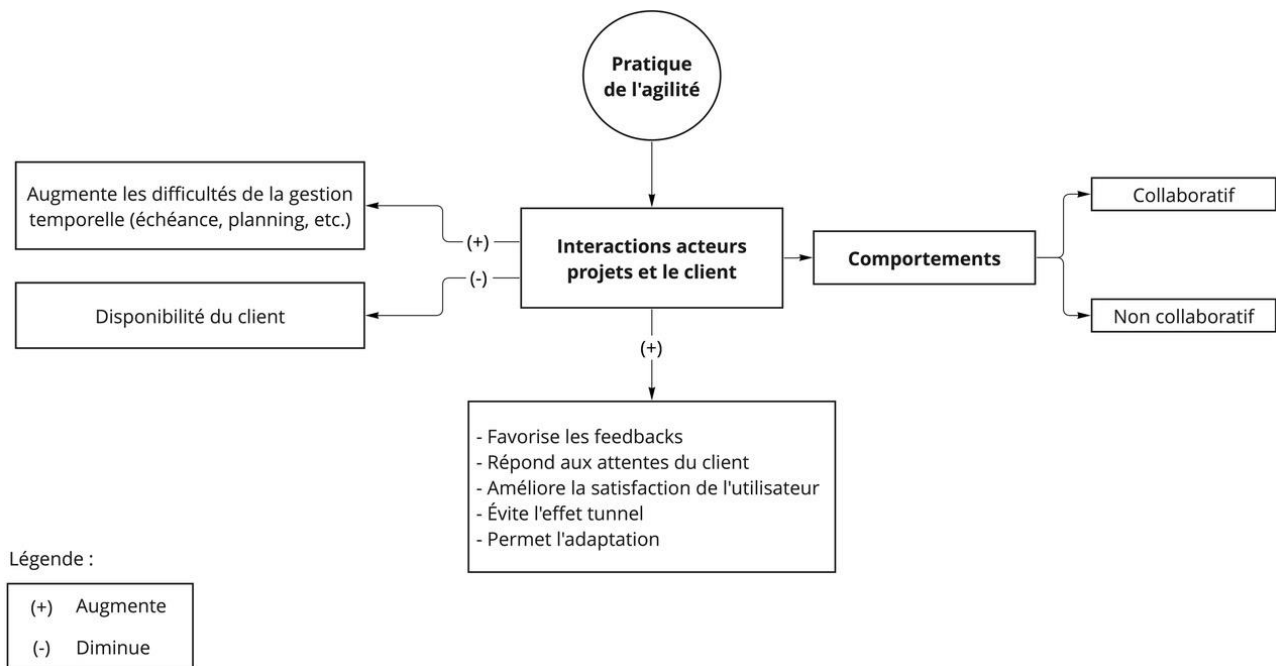 Pratique
de l'agilité
Augmente les difficultés de la gestion
temporelle (échéance, planning, etc.)
(+)
(-)
Disponibilité du client
Interactions acteurs
projets et le client
Comportements
Collaboratif
Non collaboratif
(+)
- Favorise les feedbacks
- Répond aux attentes du client
- Améliore la satisfaction de l'utilisateur
- Évite l'effet tunnel
- Permet l'adaptation
Légende :
(+) Augmente
(-) Diminue